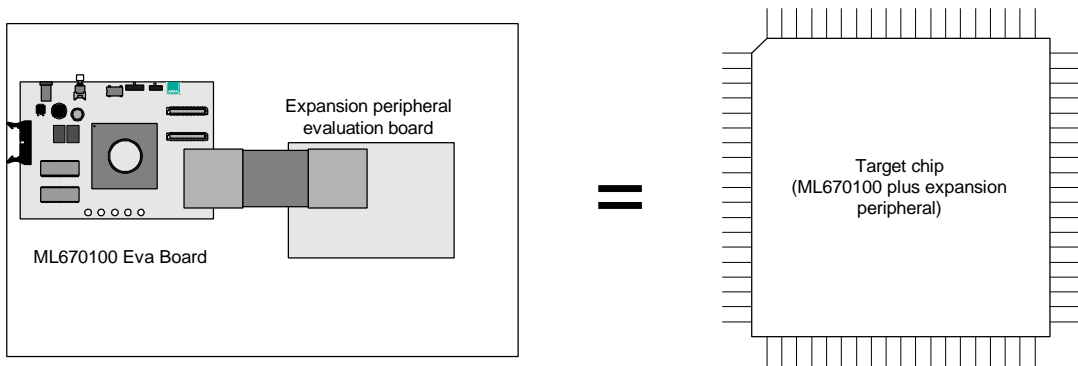 Expansion peripheral
evaluation board
ML670100 Eva Board
Target chip
(ML670100 plus expansion
peripheral)